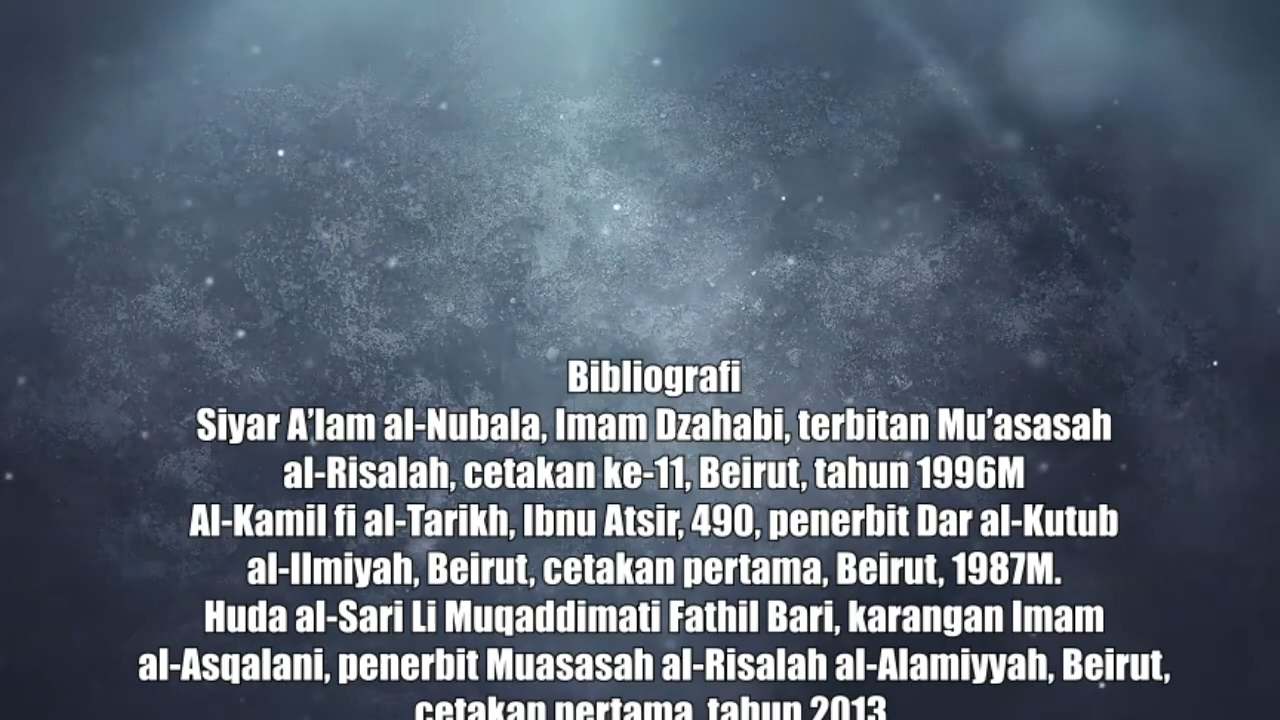 Bibliografi
Siyar A’lam al-Nubala, Imam Dzahabi, terbitan Mu’asasah
al-Risalah, cetakan ke-11, Beirut, tahun 1996M
Al-Kamil fi al-Tarikh, Ibnu Atsir, 490, penerbit Dar al-Kutub
al-Ilmiyah, Beirut, cetakan pertama, Beirut, 1987M.
Huda al-Sari Li Muqaddimati Fathil Bari, karangan Imam
al-Asqalani, penerbit Muasasah al-Risalah al-Alamiyyah, Beirut,
cetakan pertama, tahun 2013